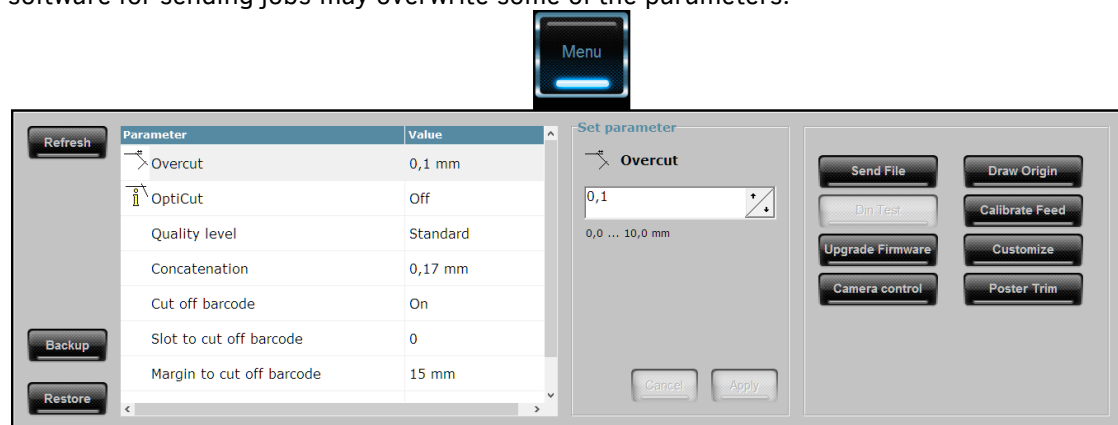 software for sending jobs may overwrite some of the parameters.
Menu
Refresh
Parameter Value
Overcut 0,1 mm
OptiCut Off
Quality level Standard
Concatenation 0,17 mm
Cut off barcode On
Slot to cut off barcode 0
Margin to cut off barcode 15 mm
Backup
Restore
Set parameter
Overcut
0,1
0,0 ... 10,0 mm
Cancel Apply
Send File Draw Origin
Din Test Calibrate Feed
Upgrade Firmware Customize
Camera control Poster Trim